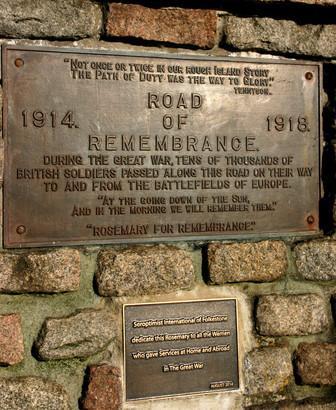 "NOT ONCE OR TWICE IN OUR ROUGH ISLAND STORY
THE PATH OF DUTY WAS THE WAY TO GLORY."
TENNYSON.
ROAD
1914. OF 1918.
REMEMBRANCE.
DURING THE GREAT WAR, TENS OF THOUSANDS OF
BRITISH SOLDIERS PASSED ALONG THIS ROAD ON THEIR WAY
TO AND FROM THE BATTLEFIELDS OF EUROPE.
"AT THE GOING DOWN OF THE SUN,
AND IN THE MORNING WE WILL REMEMBER THEM."
"ROSEMARY FOR REMEMBRANCE"
Soroptimist International of Folkestone
dedicate this Rosemary to all the Women
who gave Services at Home and Abroad
in The Great War
AUGUST 2014